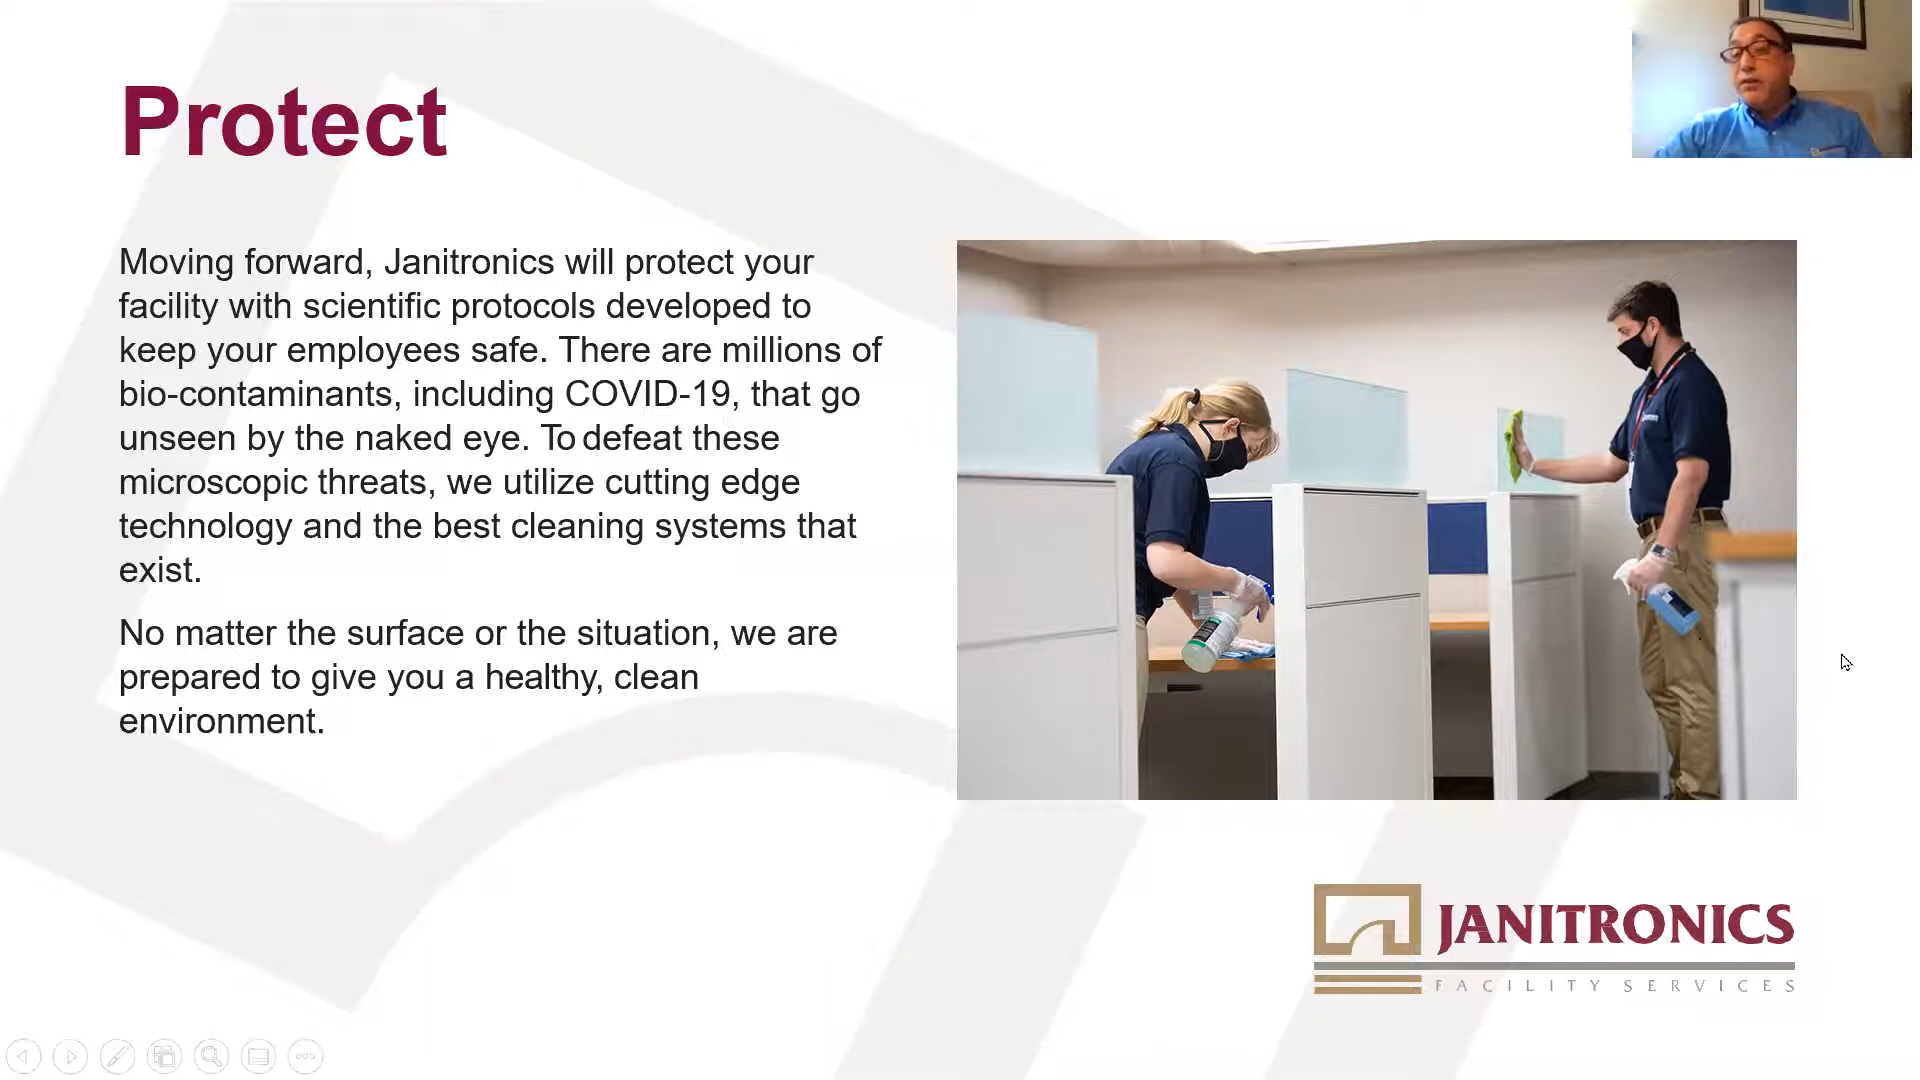 Protect
Moving forward, Janitronics will protect your
facility with scientific protocols developed to
keep your employees safe. There are millions of
bio-contaminants, including COVID-19, that go
unseen by the naked eye. To defeat these
microscopic threats, we utilize cutting edge
technology and the best cleaning systems that
exist.
No matter the surface or the situation, we are
prepared to give you a healthy, clean
environment.
JANITRONICS
FACILITY SERVICES